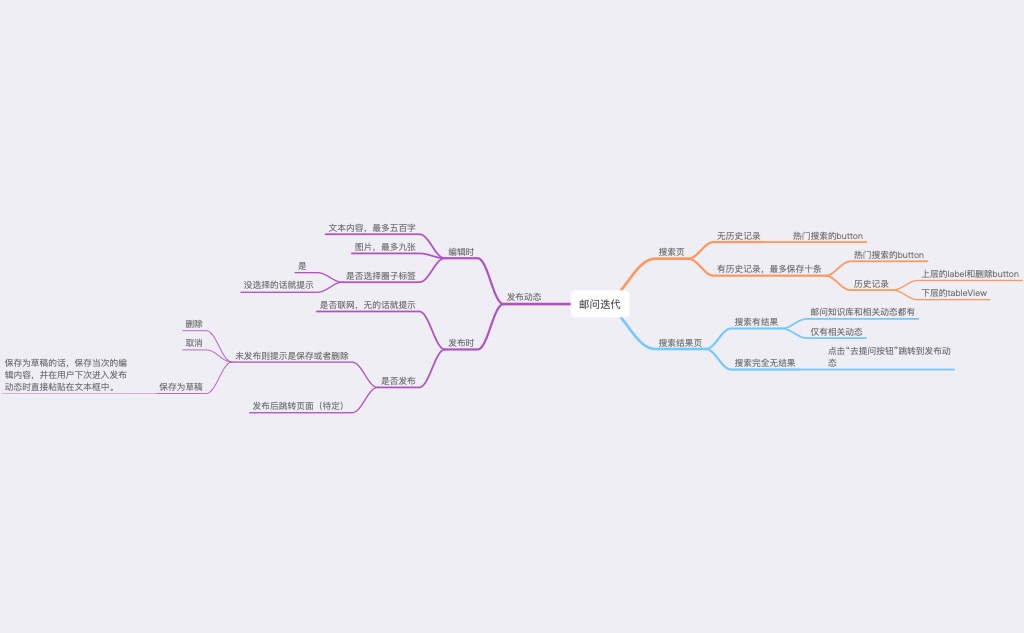 邮问迭代
搜索页
无历史记录
热门搜索的button
有历史记录，最多保存十条
热门搜索的button
历史记录
上层的label和删除button
下层的tableView
搜索结果页
搜索有结果
邮问知识库和相关动态都有
仅有相关动态
搜索完全无结果
点击“去提问按钮”跳转到发布动
态
发布动态
编辑时
文本内容，最多五百字
图片，最多九张
是否选择圈子标签
是
没选择的话就提示
发布时
是否联网，无的话就提示
是否发布
未发布则提示是保存或者删除
删除
取消
保存为草稿
保存为草稿的话，保存当次的编
辑内容，并在用户下次进入发布
动态时直接粘贴在文本框中。
发布后跳转页面（待定）